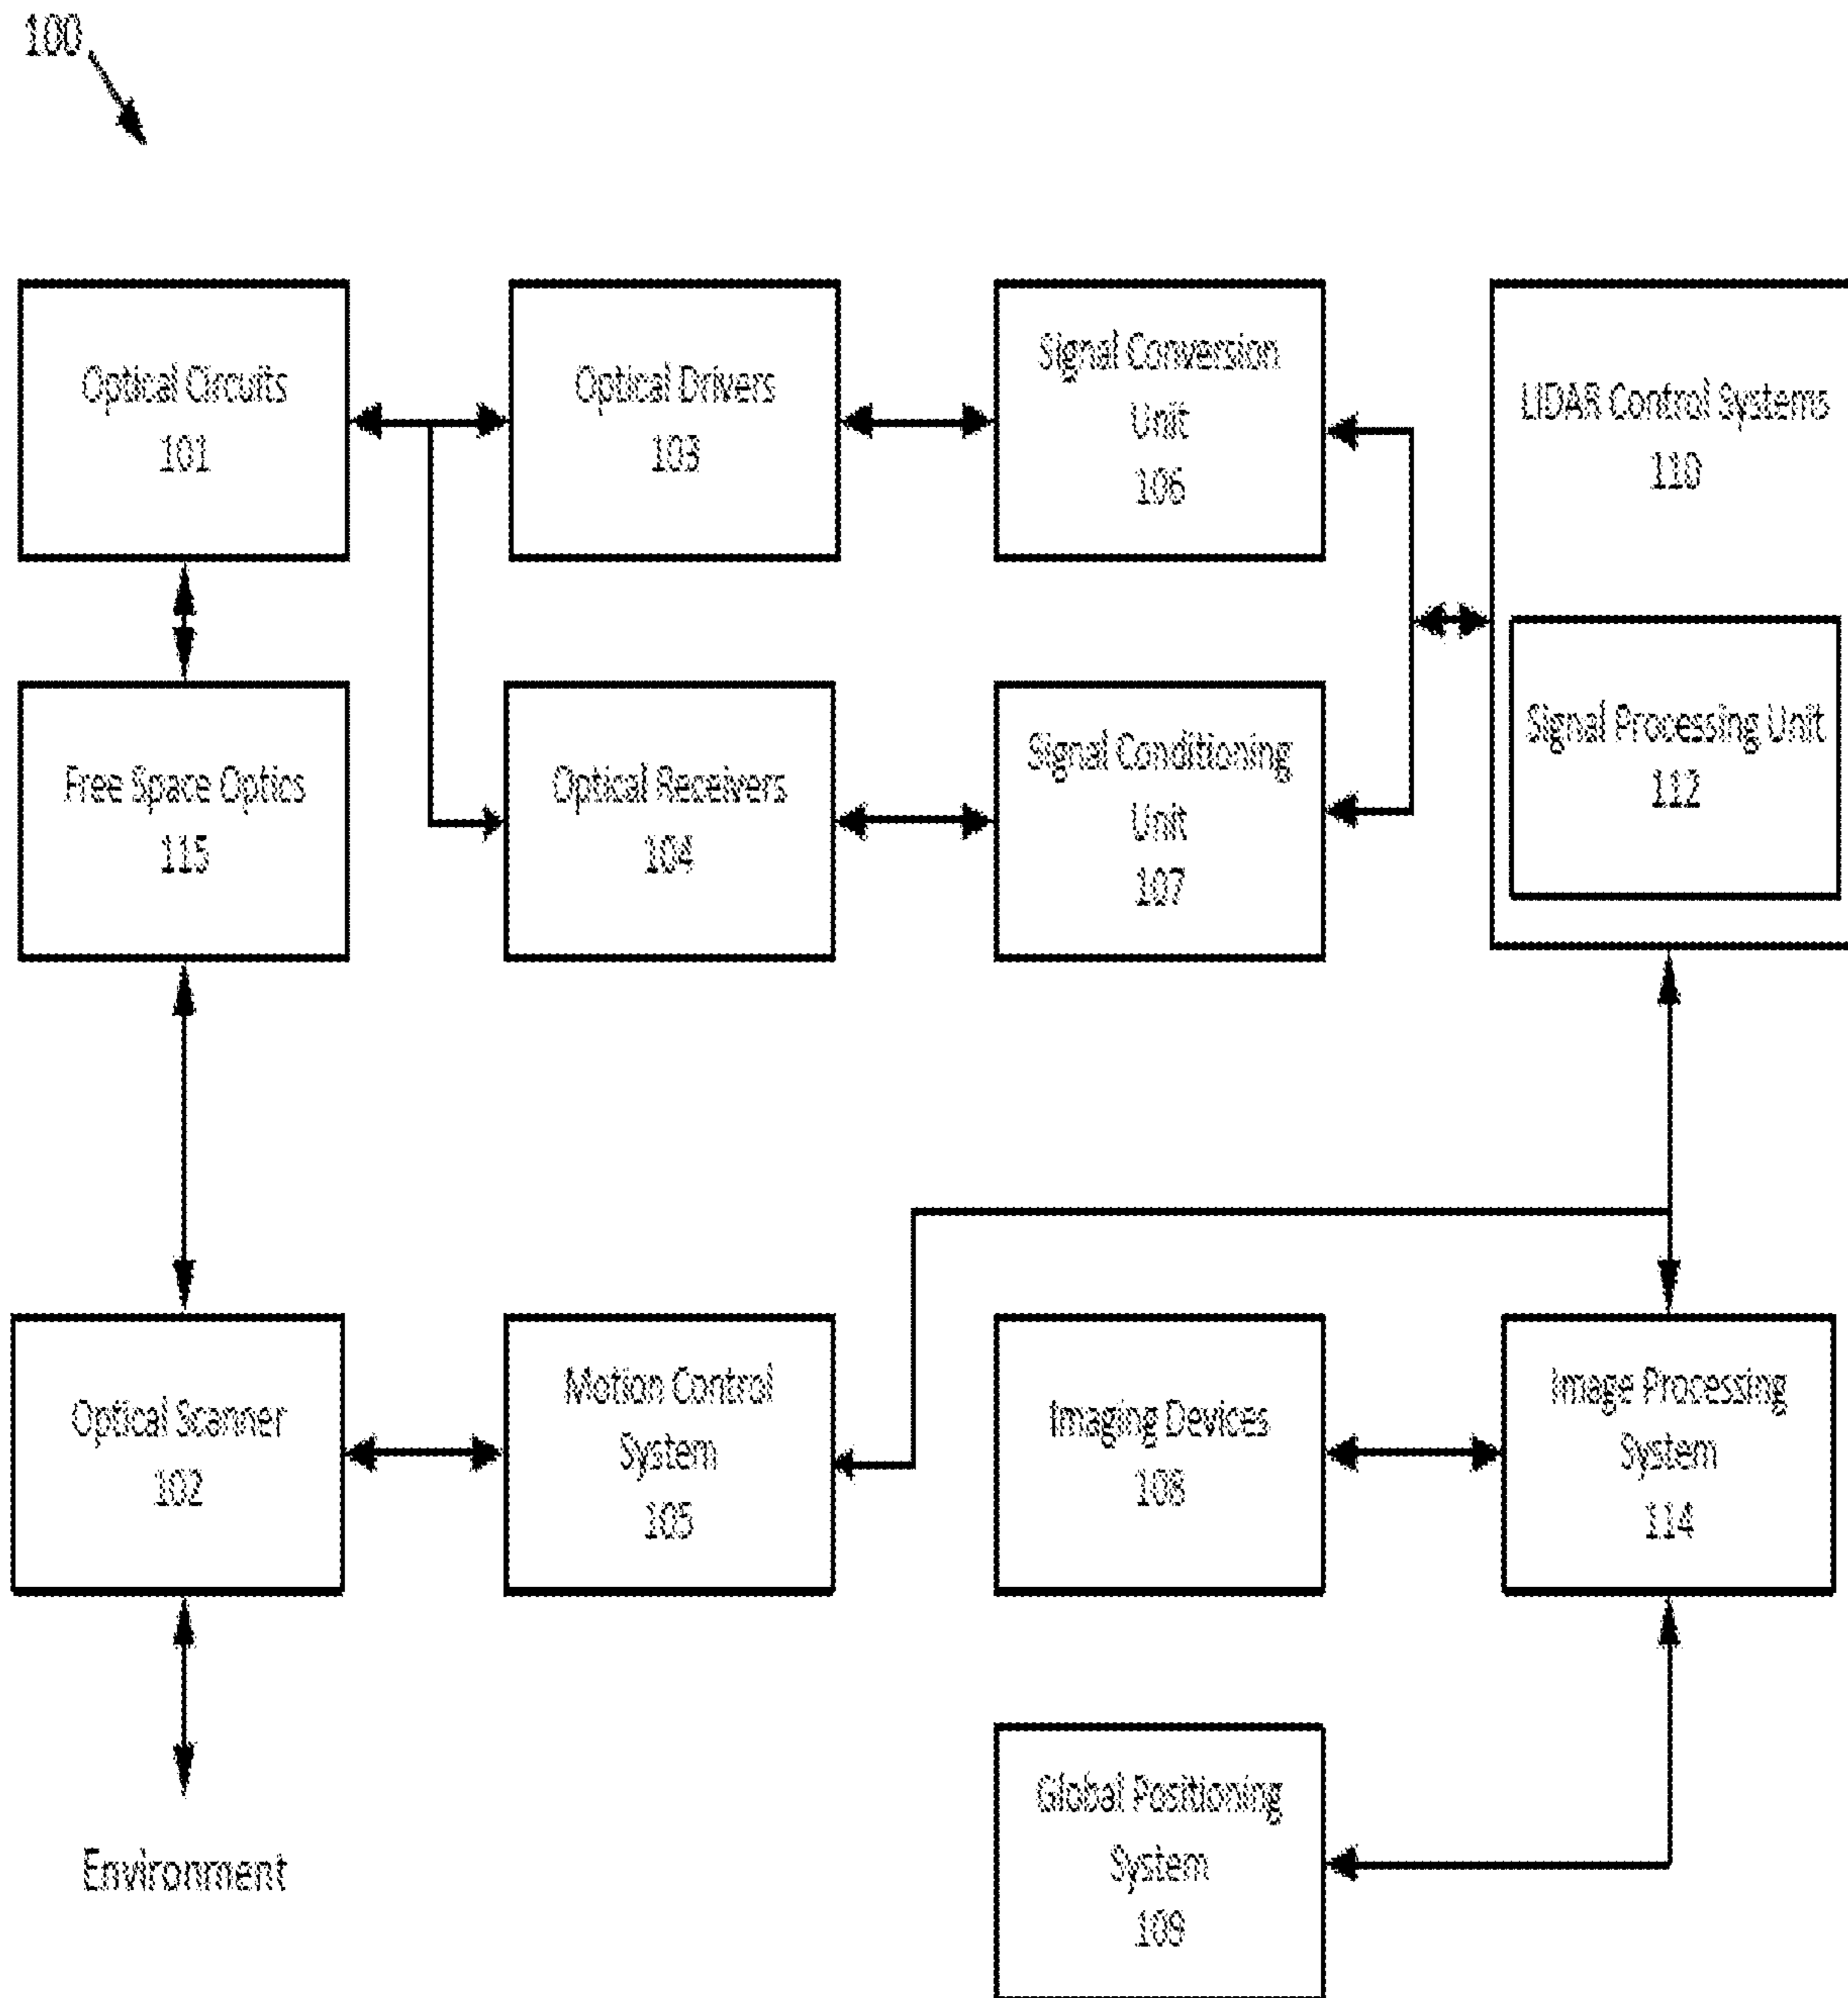 100
Optical Circuits
101
Optical Drivers
103
Signal Conversion
Unit
106
LIDAR Control Systems
110
Free Space Optics
115
Optical Receivers
104
Signal Conditioning
Unit
107
Signal Processing Unit
112
Optical Scanner
102
Motion Control
System
105
Imaging Devices
108
Image Processing
System
114
Environment
Global Positioning
System
109